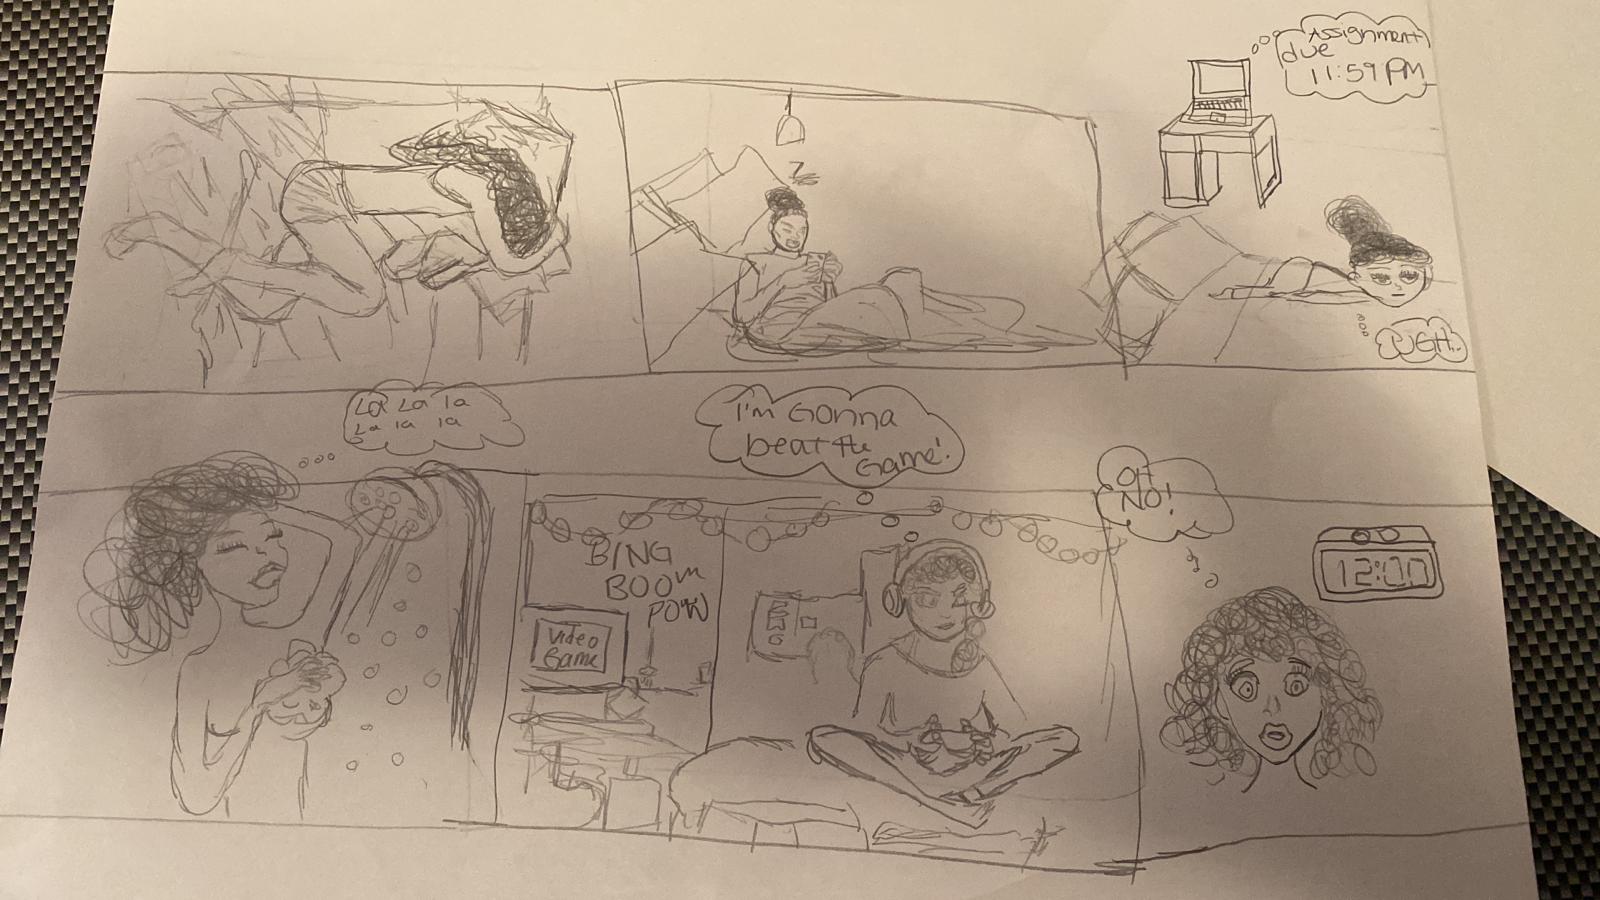 Assignment
due
11:59 PM
Zz
UGH..
La La la
La la la
I'm Gonna
beat the
Game!
OH
NO!
BING
BOOM
POW
Video
Game
12:00